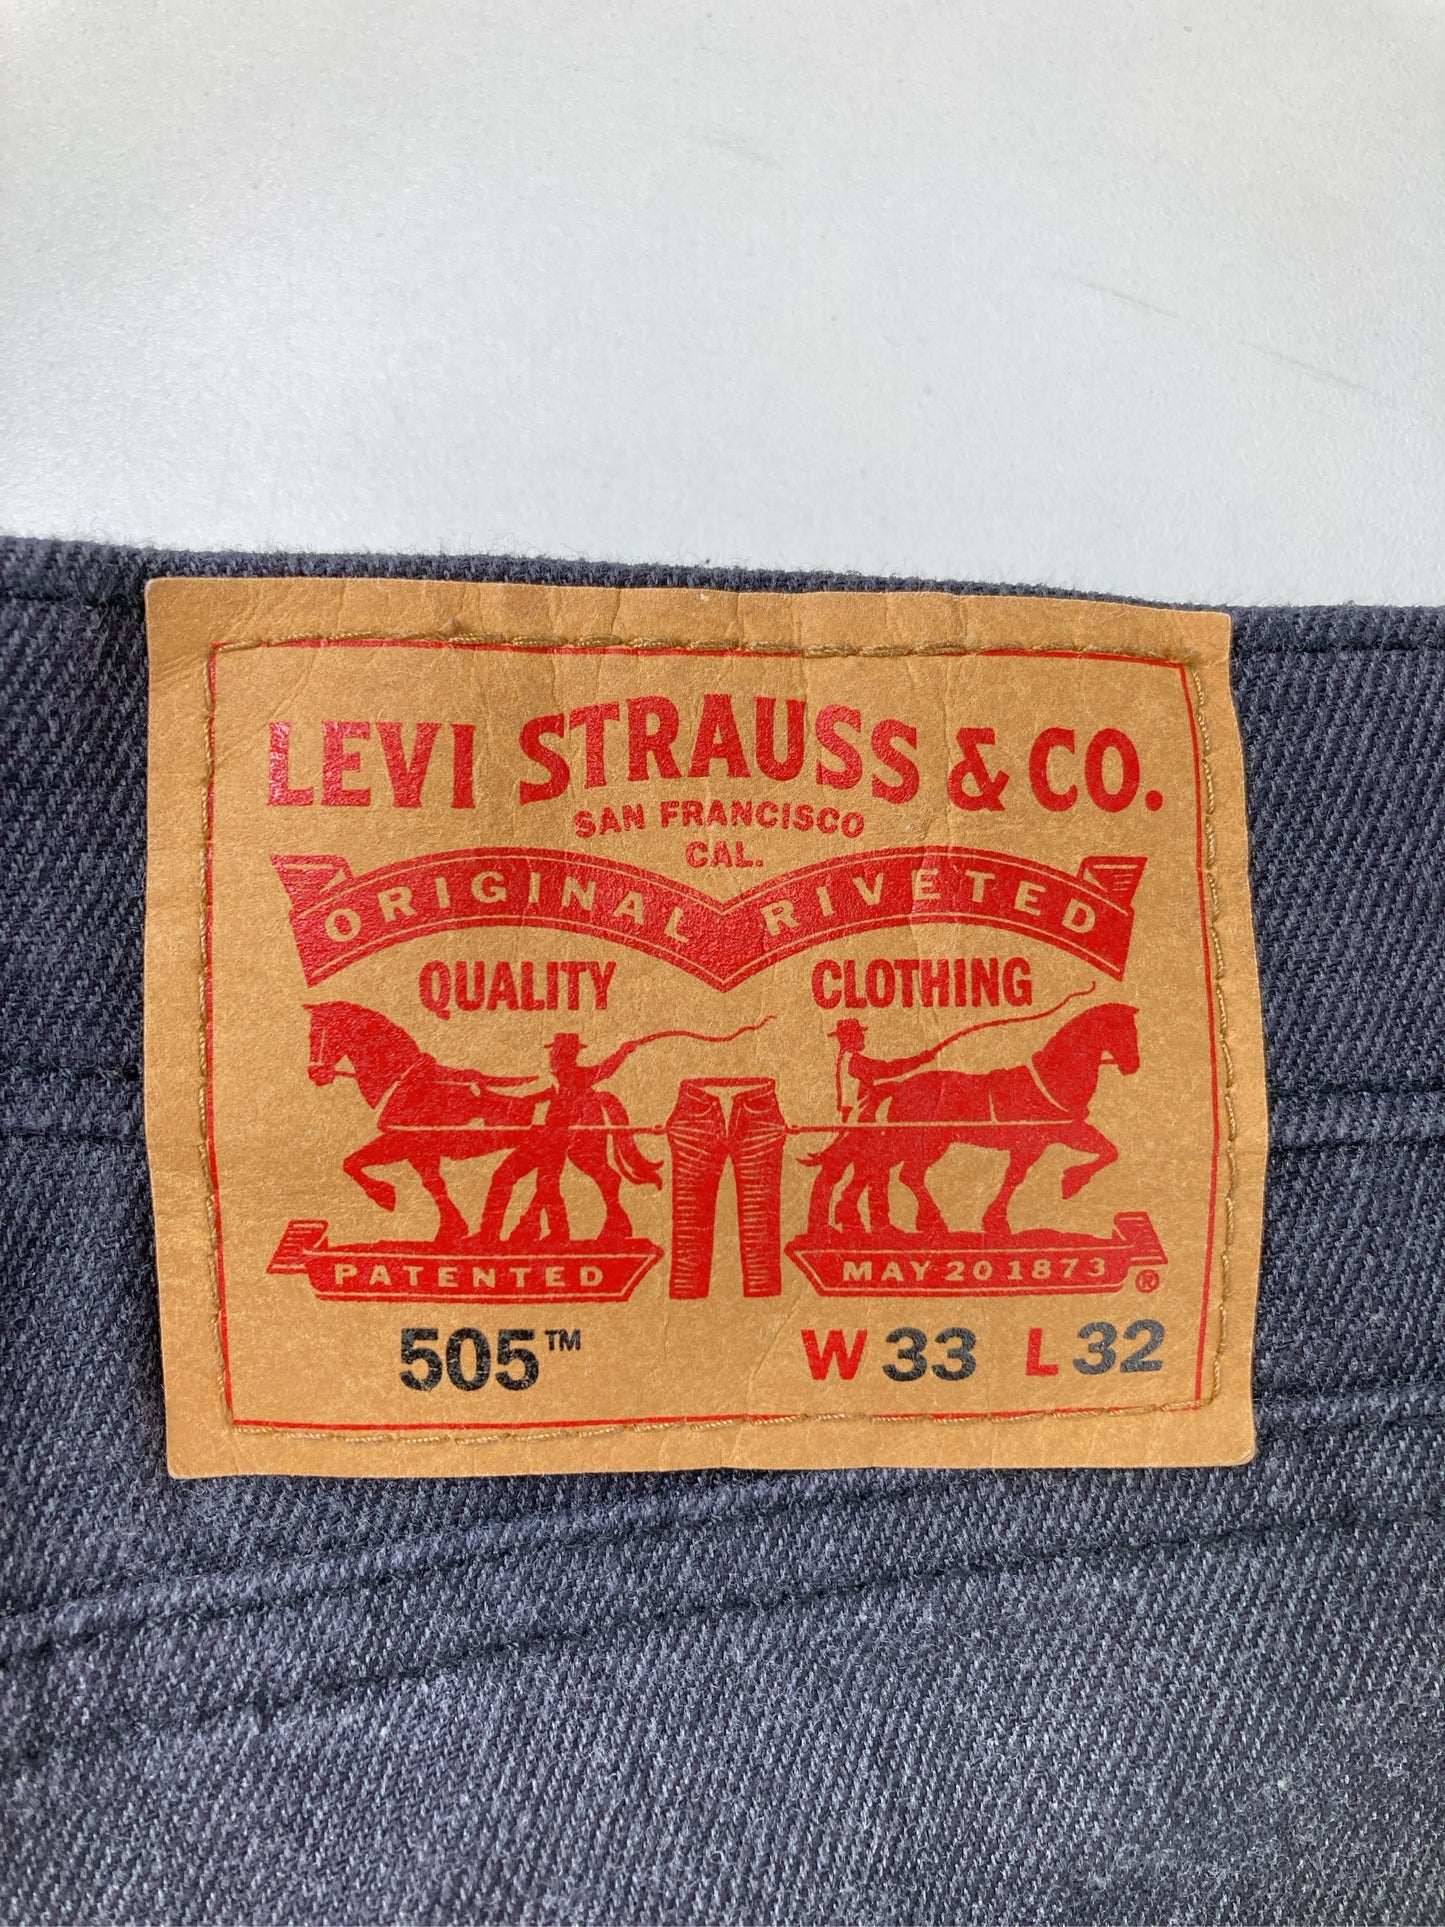 LEVI STRAUSS & CO.
SAN FRANCISCO
CAL.
ORIGINAL RIVETED
QUALITY CLOTHING
PATENTED MAY 20 1873 ®
505™ W 33 L 32